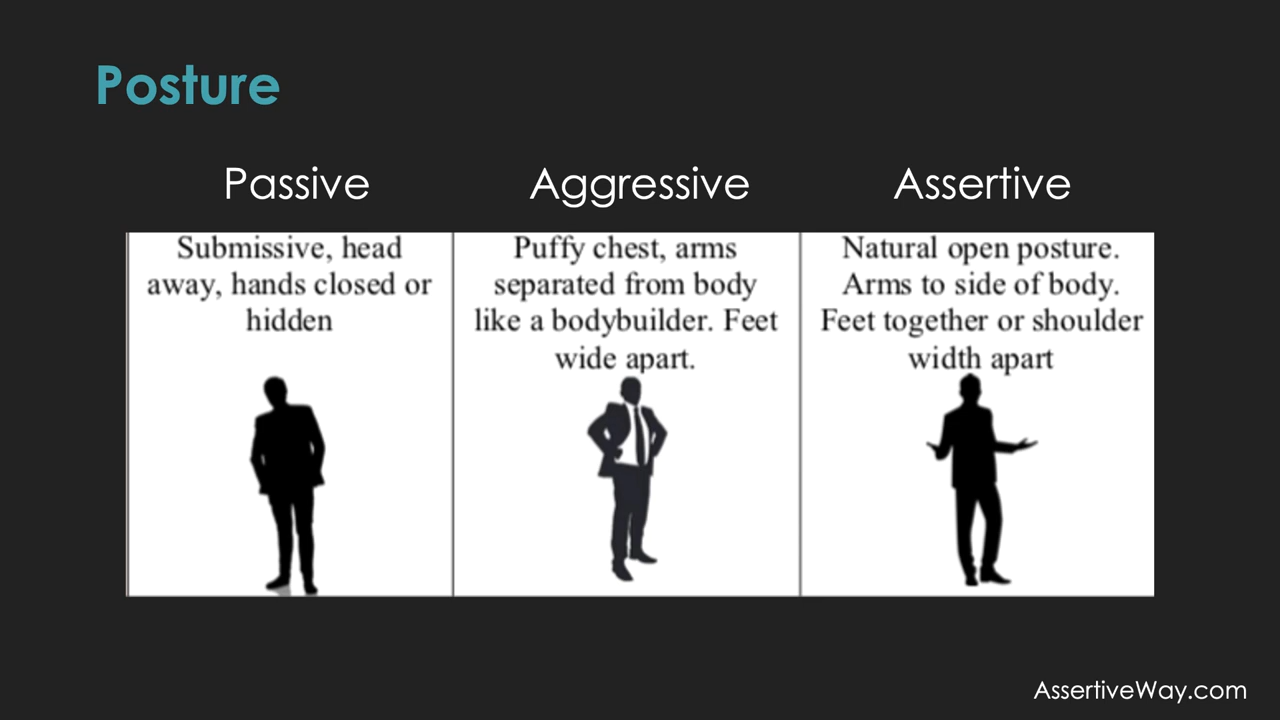 Posture
Passive
Aggressive
Assertive
Submissive, head
away, hands closed or
hidden
Puffy chest, arms
separated from body
like a bodybuilder. Feet
wide apart.
Natural open posture.
Arms to side of body.
Feet together or shoulder
width apart
AssertiveWay.com